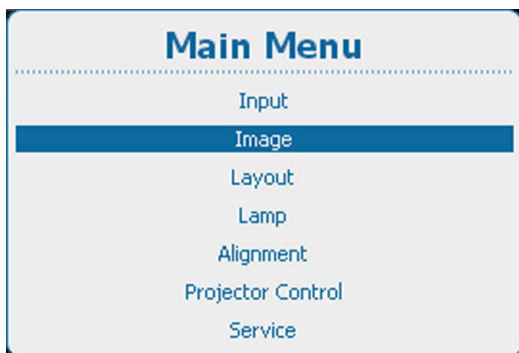 Main Menu
Input
Image
Layout
Lamp
Alignment
Projector Control
Service